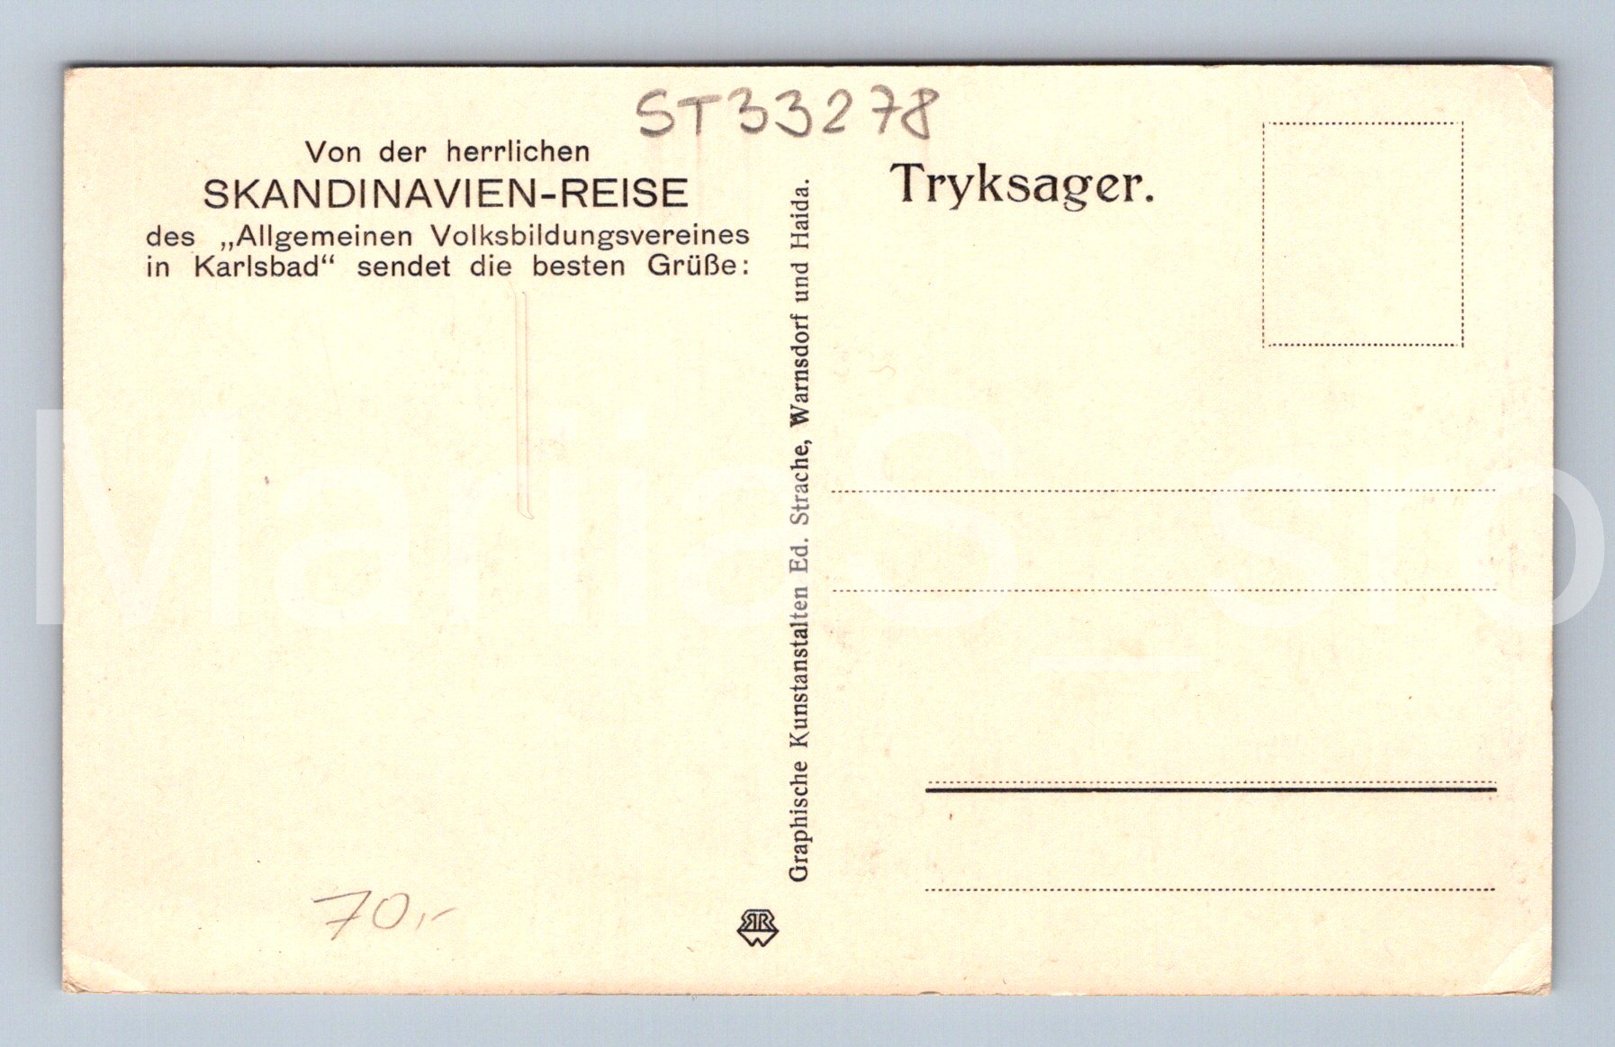 ST33278
Von der herrlichen
SKANDINAVIEN-REISE
des „Allgemeinen Volksbildungsvereines
in Karlsbad“ sendet die besten Grüße:
Graphische Kunstanstalten Ed. Strache, Warnsdorf und Haida.
Tryksager.
70,-
MariiaS_sro